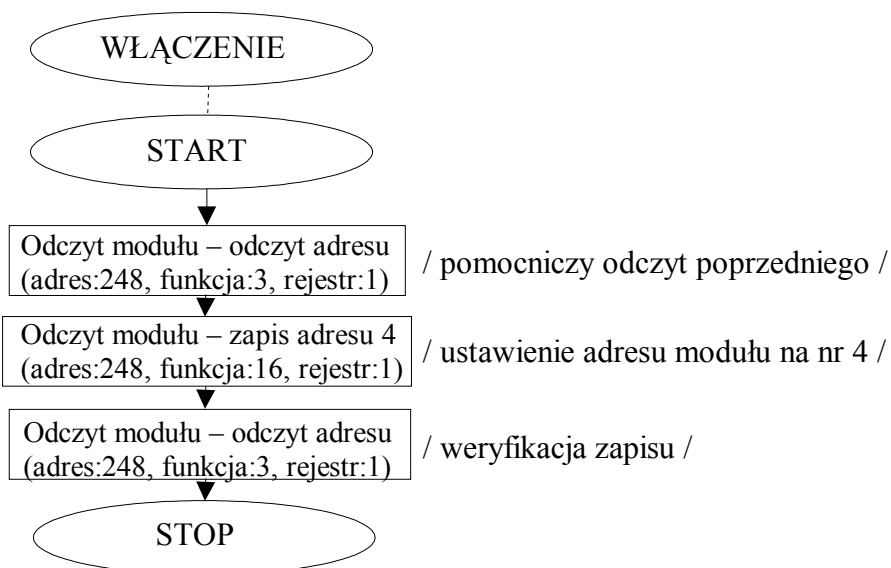 WŁĄCZENIE
START
Odczyt modułu – odczyt adresu
(adres:248, funkcja:3, rejestr:1)
/ pomocniczy odczyt poprzedniego /
Odczyt modułu – zapis adresu 4
(adres:248, funkcja:16, rejestr:1)
/ ustawienie adresu modułu na nr 4 /
Odczyt modułu – odczyt adresu
(adres:248, funkcja:3, rejestr:1)
/ weryfikacja zapisu /
STOP